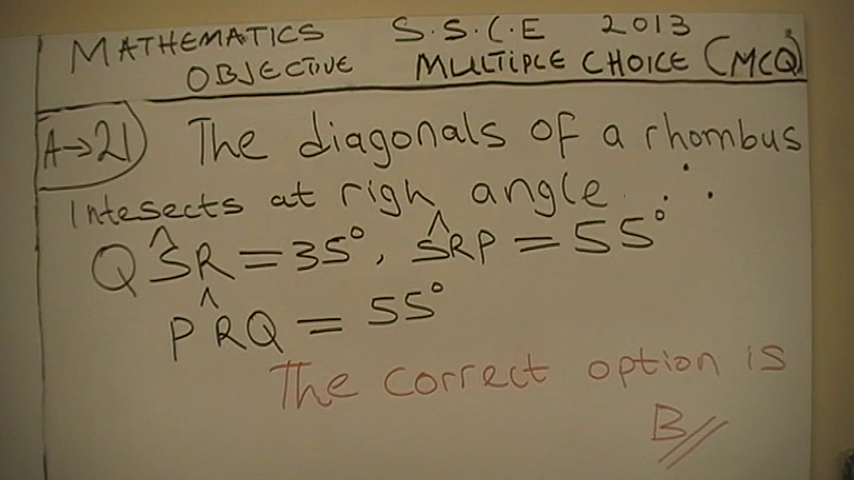 MATHEMATICS S.S.C.E 2013
OBJECTIVE MULTIPLE CHOICE (MCQ)
A→21 The diagonals of a rhombus
Intesects at righ angle. ∴
QŜR = 35°, ŜRP = 55°
PR̂Q = 55°
The correct option is
B//